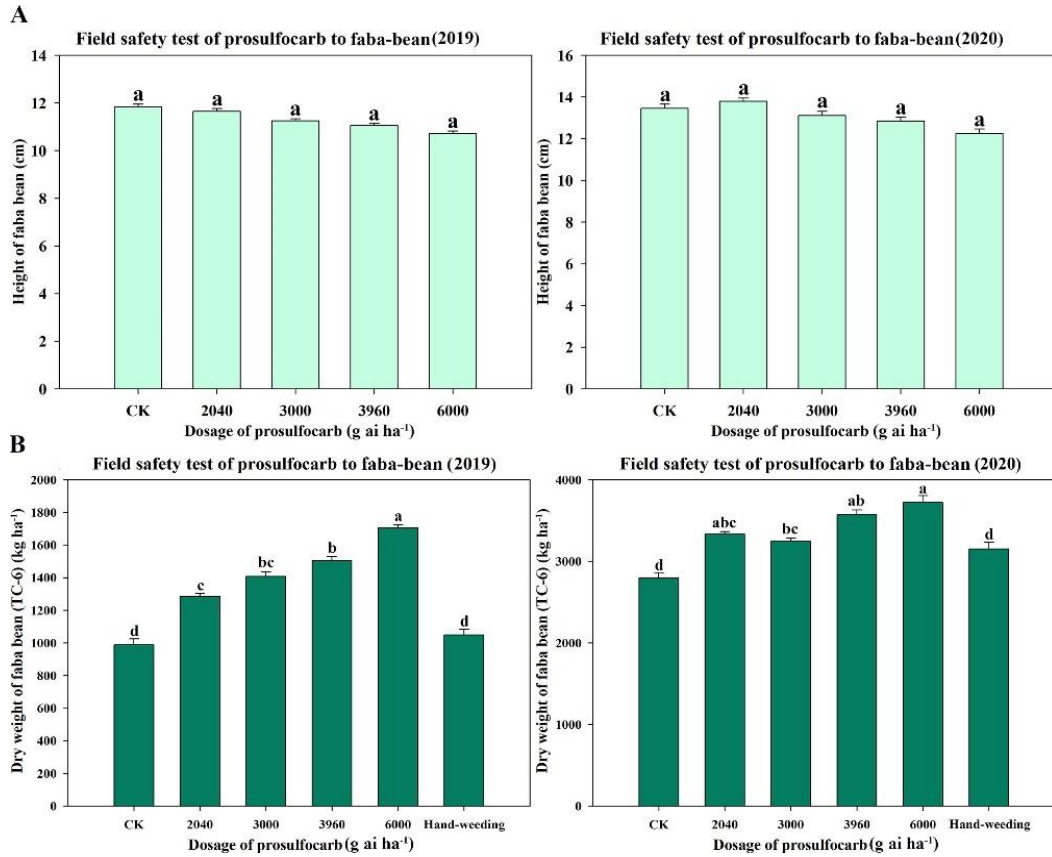 A
Field safety test of prosulfocarb to faba-bean (2019)
Height of faba bean (cm)
14
12
10
8
6
4
2
0
a
a
a
a
a
CK
2040
3000
3960
6000
Dosage of prosulfocarb (g ai ha⁻¹)
Field safety test of prosulfocarb to faba-bean (2020)
Height of faba bean (cm)
16
14
12
10
8
6
4
2
0
a
a
a
a
a
CK
2040
3000
3960
6000
Dosage of prosulfocarb (g ai ha⁻¹)
B
Field safety test of prosulfocarb to faba-bean (2019)
Dry weight of faba bean (TC-6) (kg ha⁻¹)
2000
1800
1600
1400
1200
1000
800
600
400
200
0
d
c
bc
b
a
d
CK
2040
3000
3960
6000
Hand-weeding
Dosage of prosulfocarb (g ai ha⁻¹)
Field safety test of prosulfocarb to faba-bean (2020)
Dry weight of faba bean (TC-6) (kg ha⁻¹)
4000
3000
2000
1000
0
d
abc
bc
ab
a
d
CK
2040
3000
3960
6000
Hand-weeding
Dosage of prosulfocarb (g ai ha⁻¹)